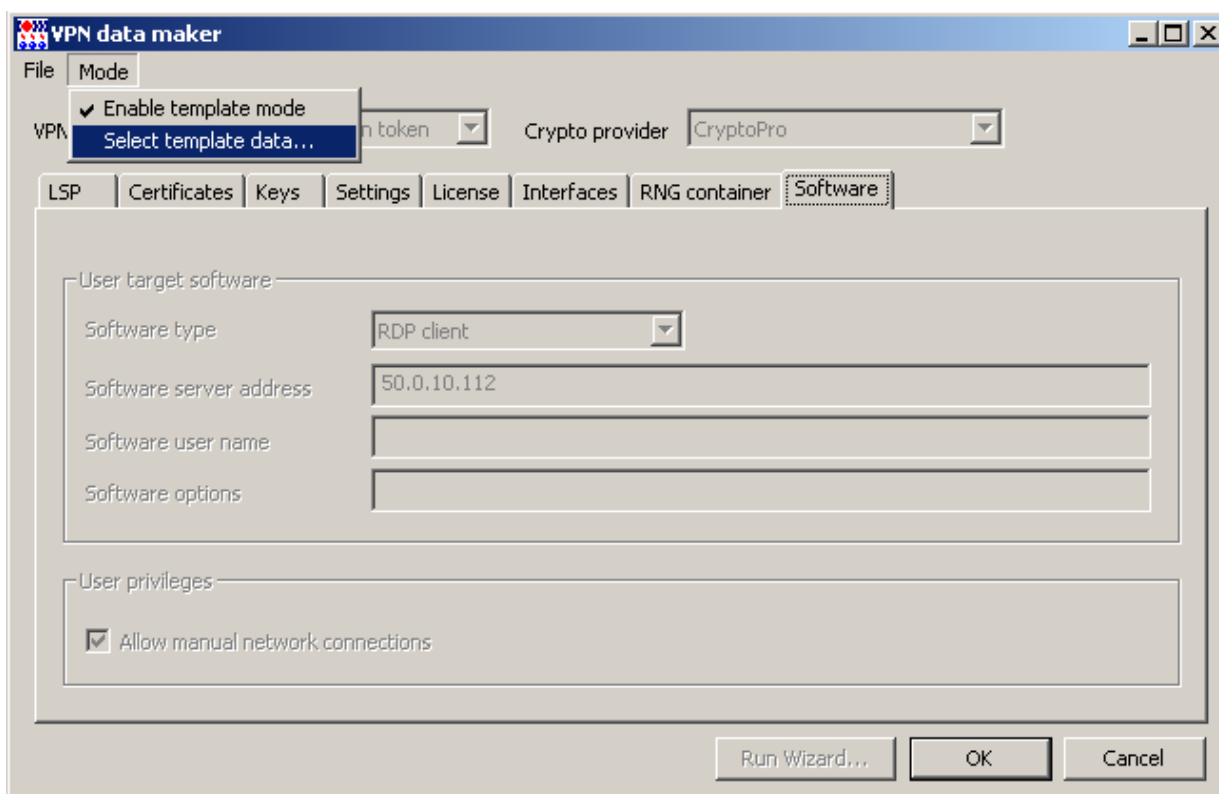 VPN data maker
File Mode
Enable template mode
Select template data...
VPN n token Crypto provider CryptoPro
LSP Certificates Keys Settings License Interfaces RNG container Software
User target software
Software type RDP client
Software server address 50.0.10.112
Software user name
Software options
User privileges
Allow manual network connections
Run Wizard... OK Cancel